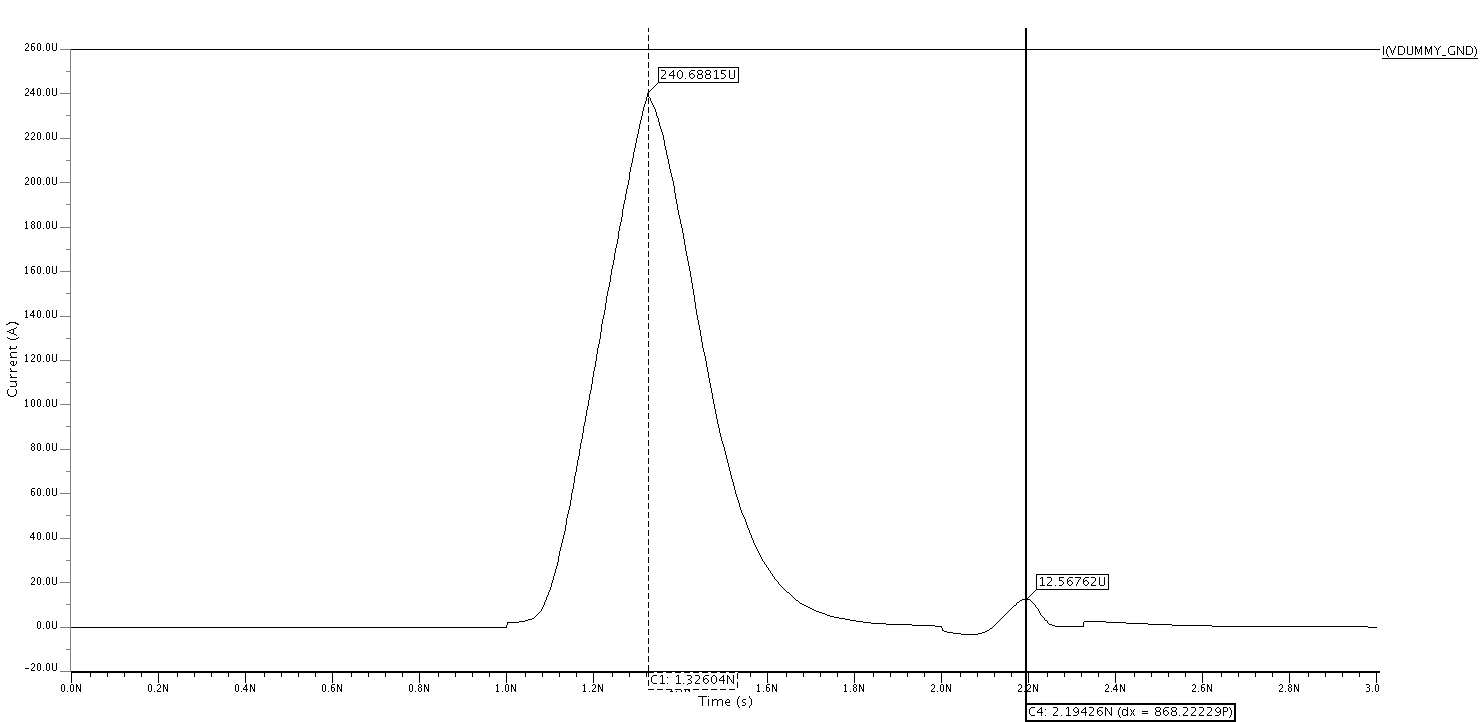 260.0U
I(VDUMMY_GND)
240.68815U
240.0U
220.0U
200.0U
180.0U
160.0U
140.0U
120.0U
100.0U
80.0U
60.0U
40.0U
20.0U
0.0U
-20.0U
Current (A)
12.56762U
C1: 1.32604N
0.0N 0.2N 0.4N 0.6N 0.8N 1.0N 1.2N 1.6N 1.8N 2.0N 2.2N 2.4N 2.6N 2.8N 3.0
Time (s)
C4: 2.19426N (dx = 868.22229P)